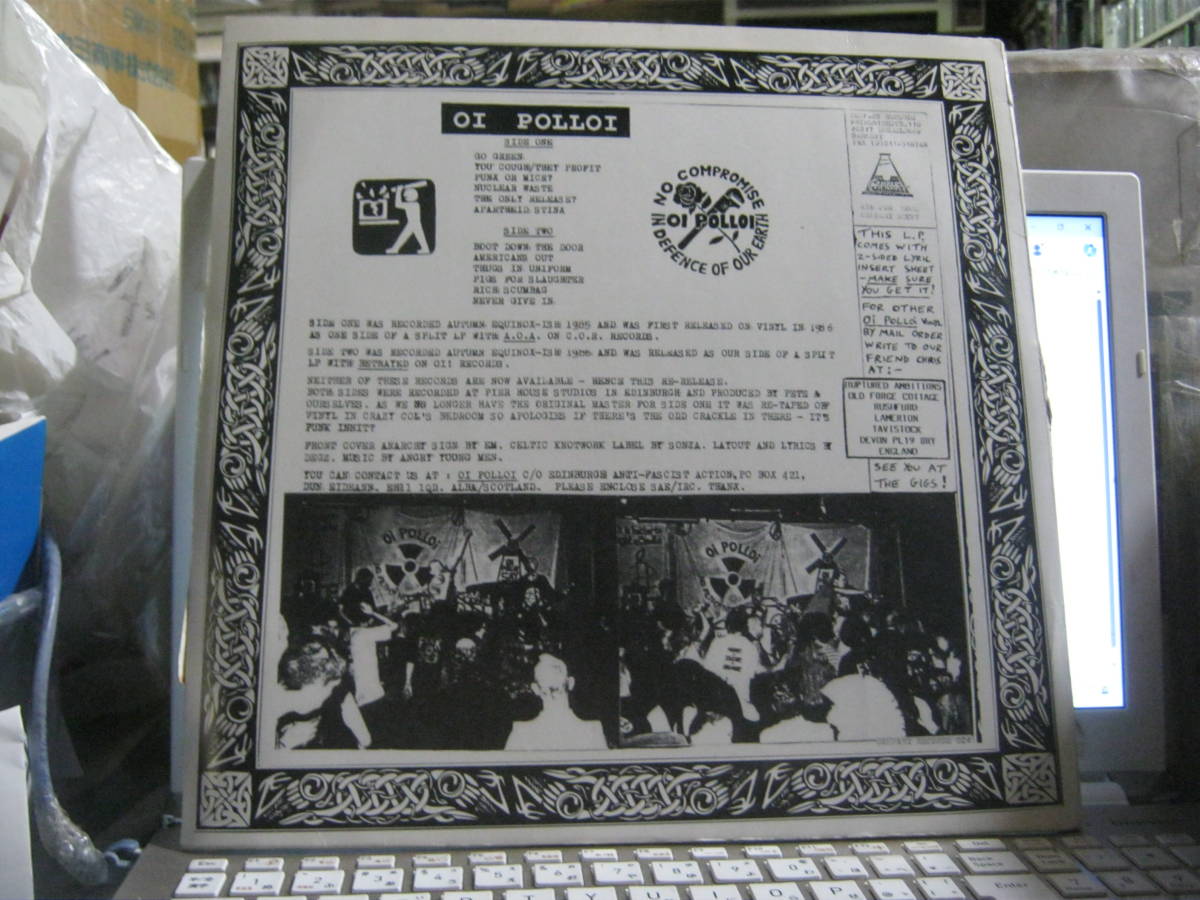 OI POLLOI
SIDE ONE
GO GREEN
YOU COUGH/THEY PROFIT
PUNX OR MICE?
NUCLEAR WASTE
THE ONLY RELEASE?
APARTHEID STINX
SIDE TWO
BOOT DOWN THE DOOR
AMERICANS OUT
THUGS IN UNIFORM
PIGS FOR SLAUGHTER
RICH SCUMBAG
NEVER GIVE IN
NO COMPROMISE
OI POLLOI
IN DEFENCE OF OUR EARTH
THIS L.P.
COMES WITH
2-SIDED LYRIC
INSERT SHEET
-MAKE SURE
YOU GET IT!
FOR OTHER
OI POLLOI
BY MAIL ORDER
WRITE TO OUR
FRIEND CHRIS
AT:-
RUPTURED AMBITIONS
OLD FORGE COTTAGE
RUSHFORD
LAMERTON
TAVISTOCK
DEVON PL19 8RY
ENGLAND
SEE YOU AT
THE GIGS!
SIDE ONE WAS RECORDED AUTUMN EQUINOX-ISH 1985 AND WAS FIRST RELEASED ON VINYL IN 1986
AS ONE SIDE OF A SPLIT LP WITH A.O.A. ON C.O.R. RECORDS.
SIDE TWO WAS RECORDED AUTUMN EQUINOX-ISH 1986 AND WAS RELEASED AS OUR SIDE OF A SPLIT
LP WITH BETRAYED ON OI! RECORDS.
NEITHER OF THESE RECORDS ARE NOW AVAILABLE - HENCE THIS RE-RELEASE.
BOTH SIDES WERE RECORDED AT PIER HOUSE STUDIOS IN EDINBURGH AND PRODUCED BY PETE &
OURSELVES. AS WE NO LONGER HAVE THE ORIGINAL MASTER FOR SIDE ONE IT WAS RE-TAPED OFF
VINYL IN CRAZY COL'S BEDROOM SO APOLOGIES IF THERE'S THE ODD CRACKLE IN THERE - IT'S
PUNK INNIT?
FRONT COVER ANARCHY SIGN BY EM. CELTIC KNOTWORK LABEL BY SONZA. LAYOUT AND LYRICS BY
DEGZ. MUSIC BY ANGRY YOUNG MEN.
YOU CAN CONTACT US AT : OI POLLOI C/O EDINBURGH ANTI-FASCIST ACTION, PO BOX 421,
DUN EIDEANN, EH11 1QD. ALBA/SCOTLAND. PLEASE ENCLOSE SAE/IRC. THANX.
OI POLLOI
OI POLLOI
Back
Space
Enter